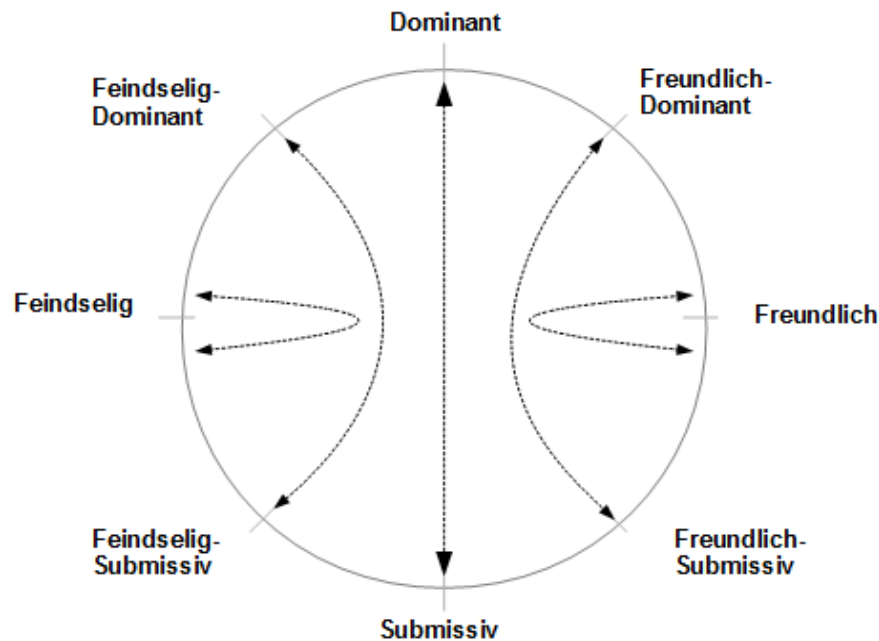 Dominant
Feindselig-
Dominant
Freundlich-
Dominant
Feindselig
Freundlich
Feindselig-
Submissiv
Freundlich-
Submissiv
Submissiv